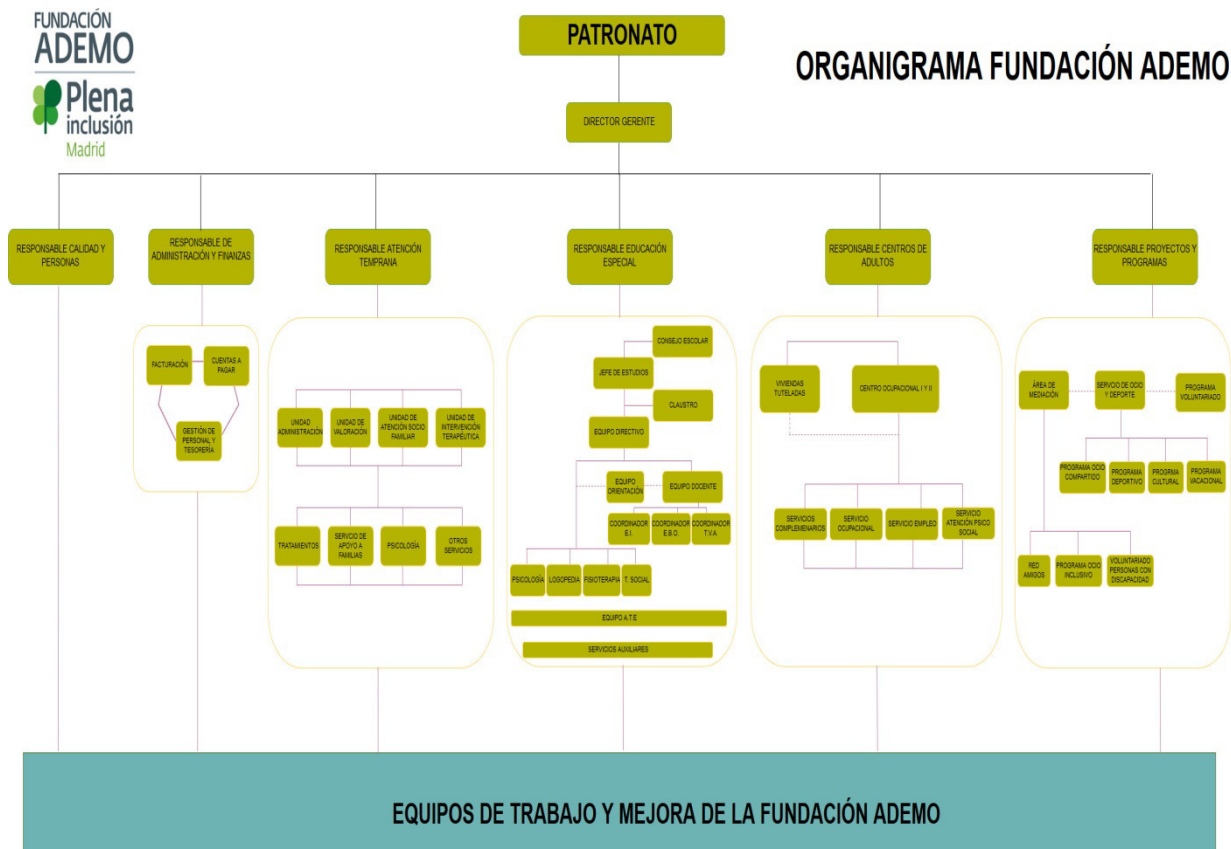 FUNDACIÓN
ADEMO
Plena
inclusión
Madrid
PATRONATO
ORGANIGRAMA FUNDACIÓN ADEMO
DIRECTOR GERENTE
RESPONSABLE CALIDAD Y
PERSONAS
RESPONSABLE DE
ADMINISTRACIÓN Y FINANZAS
RESPONSABLE ATENCIÓN
TEMPRANA
RESPONSABLE EDUCACIÓN
ESPECIAL
RESPONSABLE CENTROS DE
ADULTOS
RESPONSABLE PROYECTOS Y
PROGRAMAS
FACTURACIÓN
CUENTAS A
PAGAR
GESTIÓN DE
PERSONAL Y
TESORERÍA
UNIDAD
ADMINISTRACIÓN
UNIDAD DE
VALORACIÓN
UNIDAD DE
ATENCIÓN SOCIO
FAMILIAR
UNIDAD DE
INTERVENCIÓN
TERAPÉUTICA
TRATAMIENTOS
SERVCIO DE
APOYO A
FAMILIAS
PSICOLOGÍA
OTROS
SERVICIOS
CONSEJO ESCOLAR
JEFE DE ESTUDIOS
CLAUSTRO
EQUIPO DIRECTIVO
EQUIPO
ORIENTACIÓN
EQUIPO DOCENTE
COORDINADOR
E.I.
COORDINADOR
E.B.O.
COORDINADOR
T.V.A.
PSICOLOGÍA
LOGOPEDIA
FISIOTERAPIA
T. SOCIAL
EQUIPO A.T.E
SERVICIOS AUXILIARES
VIVIENDAS
TUTELADAS
CENTRO OCUPACIONAL I Y II
SERVICIOS
COMPLEMENARIOS
SERVICIO
OCUPACIONAL
SERVICIO EMPLEO
SERVICIO
ATENCIÓN PSICO
SOCIAL
ÁREA DE
MEDIACIÓN
SERVOCIO DE OCIO
Y DEPORTE
PROGRAMA
VOLUNTARIADO
PROGRAMA OCIO
COMPARTIDO
PROGRAMA
DEPORTIVO
PROGRMA
CULTURAL
PROGRAMA
VACACIONAL
RED
AMIGOS
PROGRAMA OCIO
INCLUSIVO
VOLUNTARIADO
PERSONAS CON
DISCAPACIDAD
EQUIPOS DE TRABAJO Y MEJORA DE LA FUNDACIÓN ADEMO